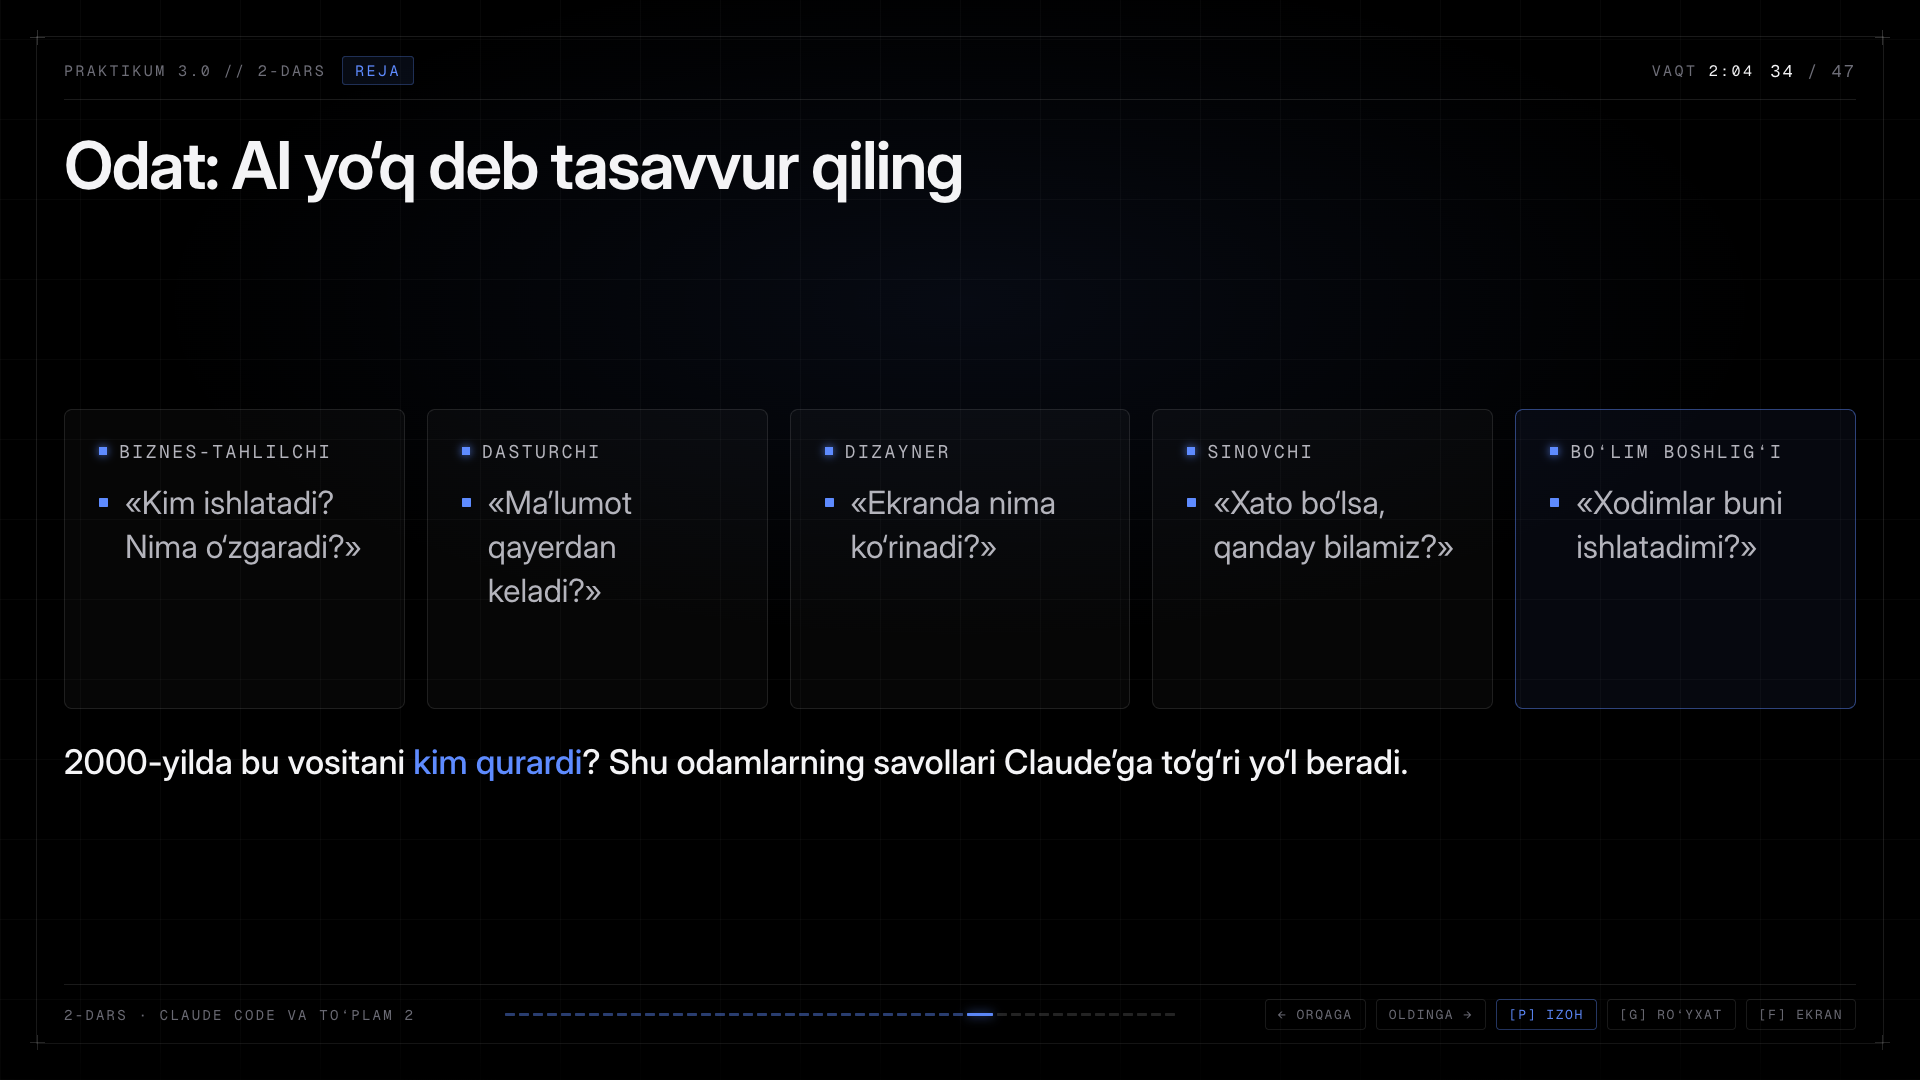 PRAKTIKUM 3.0 // 2-DARS REJA
VAQT 2:04 34 / 47
Odat: AI yo‘q deb tasavvur qiling
BIZNES-TAHLILCHI
«Kim ishlatadi?
Nima o‘zgaradi?»
DASTURCHI
«Ma’lumot
qayerdan
keladi?»
DIZAYNER
«Ekranda nima
ko‘rinadi?»
SINOVCHI
«Xato bo‘lsa,
qanday bilamiz?»
BO‘LIM BOSHLIG‘I
«Xodimlar buni
ishlatadimi?»
2000-yilda bu vositani kim qurardi? Shu odamlarning savollari Claude’ga to‘g‘ri yo‘l beradi.
2-DARS · CLAUDE CODE VA TO‘PLAM 2
← ORQAGA
OLDINGA →
[P] IZOH
[G] RO‘YXAT
[F] EKRAN